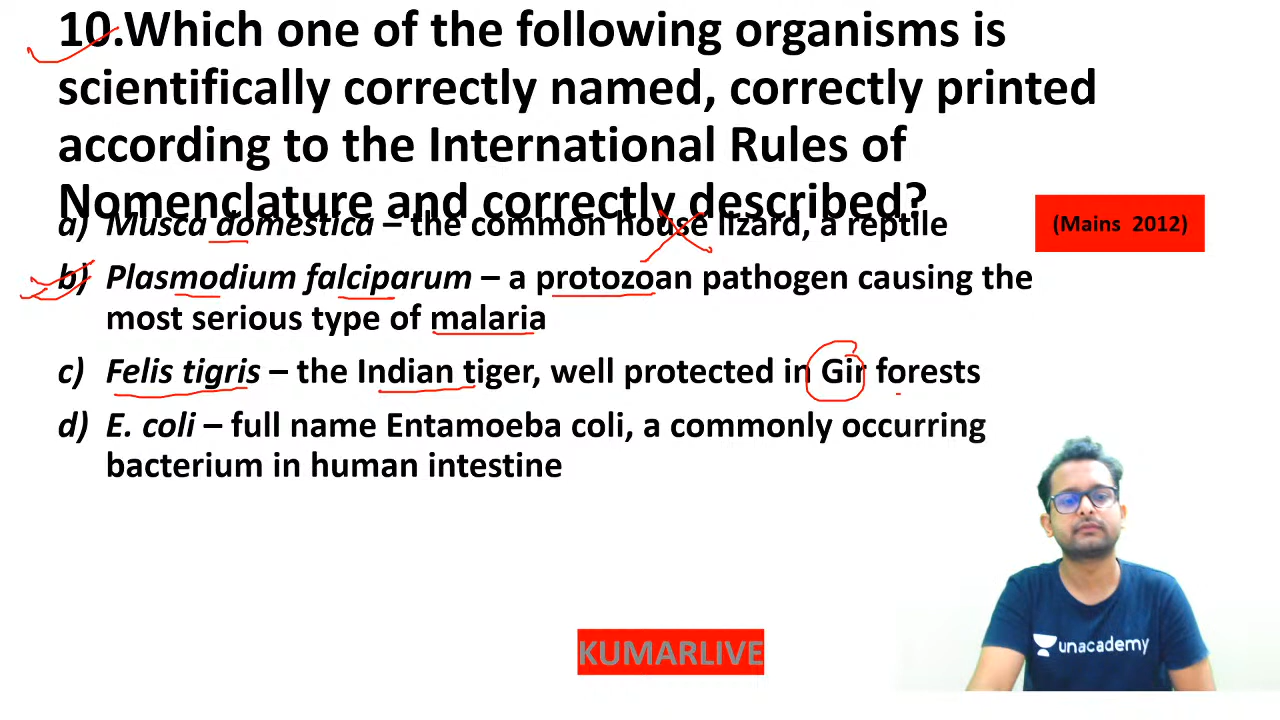 10.Which one of the following organisms is
scientifically correctly named, correctly printed
according to the International Rules of
Nomenclature and correctly described?
a) Musca domestica – the common house lizard, a reptile
(Mains 2012)
b) Plasmodium falciparum – a protozoan pathogen causing the
most serious type of malaria
c) Felis tigris – the Indian tiger, well protected in Gir forests
d) E. coli – full name Entamoeba coli, a commonly occurring
bacterium in human intestine
unacademy
KUMARLIVE